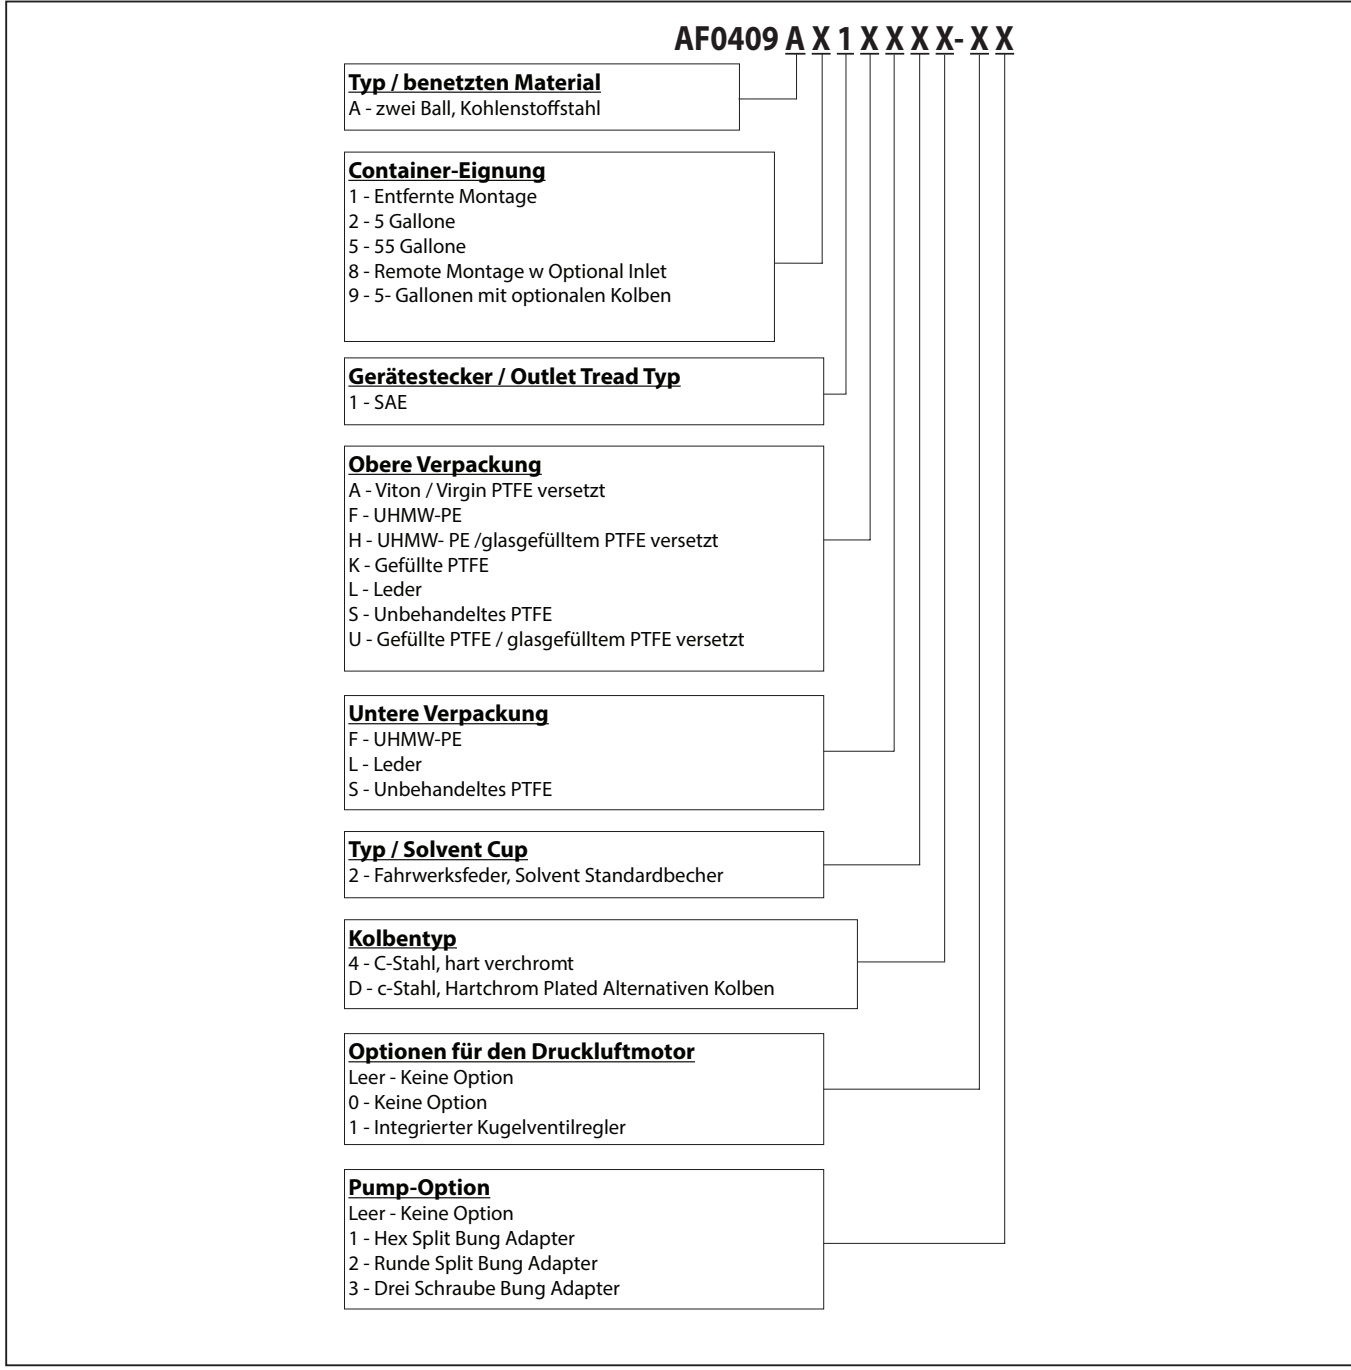 AF0409 A X 1 X X X X- X X
Typ / benetzten Material
A - zwei Ball, Kohlenstoffstahl
Container-Eignung
1 - Entfernte Montage
2 - 5 Gallone
5 - 55 Gallone
8 - Remote Montage w Optional Inlet
9 - 5- Gallonen mit optionalen Kolben
Gerätestecker / Outlet Tread Typ
1 - SAE
Obere Verpackung
A - Viton / Virgin PTFE versetzt
F - UHMW-PE
H - UHMW- PE /glasgefülltem PTFE versetzt
K - Gefüllte PTFE
L - Leder
S - Unbehandeltes PTFE
U - Gefüllte PTFE / glasgefülltem PTFE versetzt
Untere Verpackung
F - UHMW-PE
L - Leder
S - Unbehandeltes PTFE
Typ / Solvent Cup
2 - Fahrwerksfeder, Solvent Standardbecher
Kolbentyp
4 - C-Stahl, hart verchromt
D - c-Stahl, Hartchrom Plated Alternativen Kolben
Optionen für den Druckluftmotor
Leer - Keine Option
0 - Keine Option
1 - Integrierter Kugelventilregler
Pump-Option
Leer - Keine Option
1 - Hex Split Bung Adapter
2 - Runde Split Bung Adapter
3 - Drei Schraube Bung Adapter